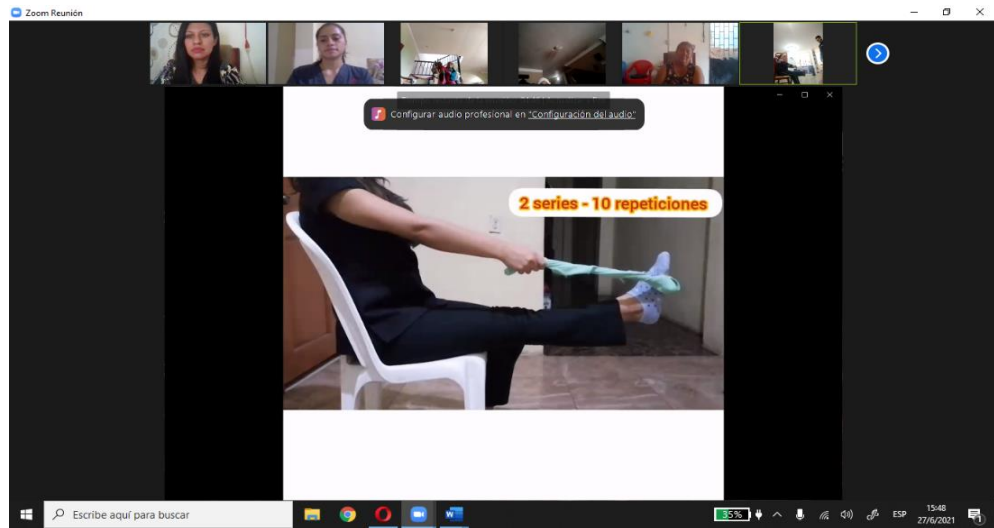 Zoom Reunión
Configurar audio profesional en "Configuración del audio"
2 series - 10 repeticiones
Escribe aquí para buscar
35%
ESP
15:48
27/6/2021
1